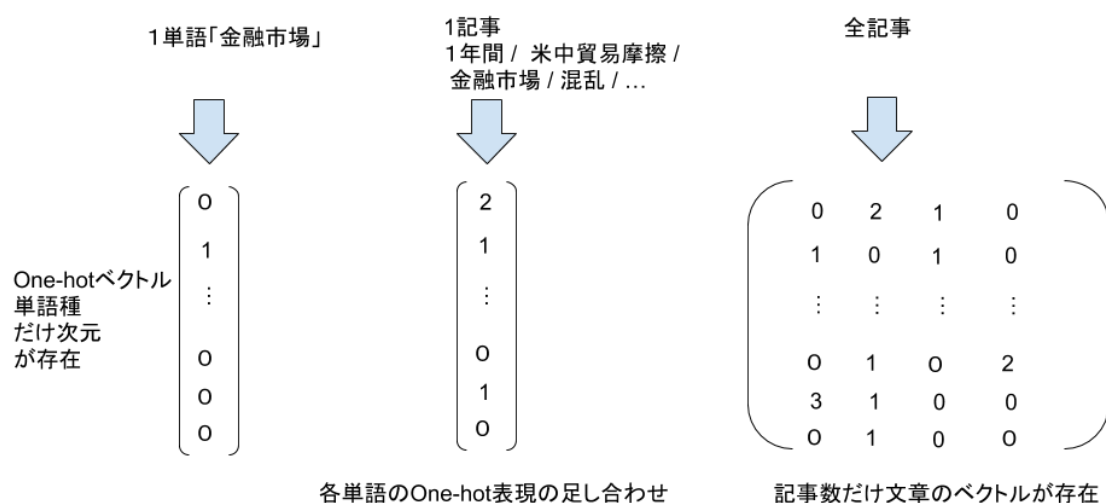 1単語「金融市場」
1記事
1年間 / 米中貿易摩擦 /
金融市場 / 混乱 / …
全記事
One-hotベクトル
単語種
だけ次元
が存在
0
1
⋮
0
0
0
2
1
⋮
0
1
0
0 2 1 0
1 0 1 0
⋮ ⋮ ⋮ ⋮
0 1 0 2
3 1 0 0
0 1 0 0
各単語のOne-hot表現の足し合わせ
記事数だけ文章のベクトルが存在